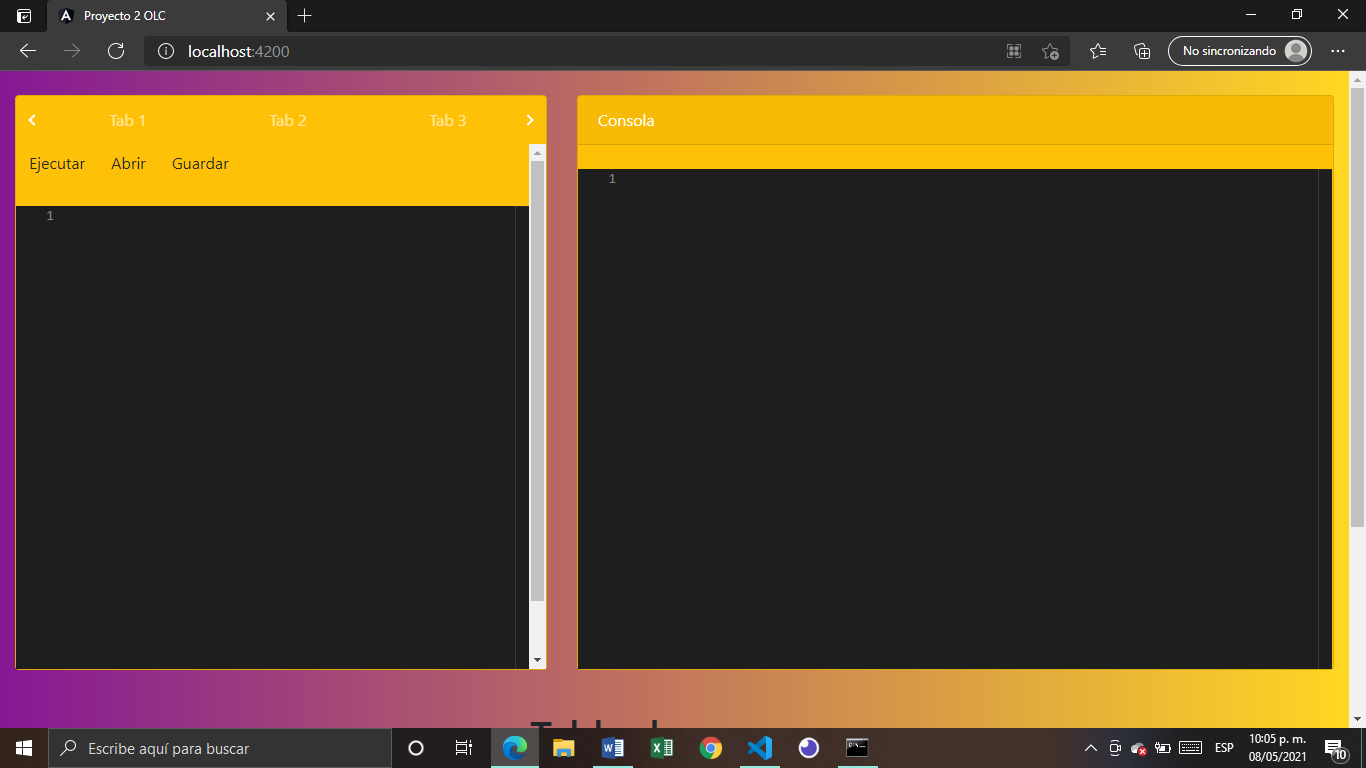 Proyecto 2 OLC
localhost:4200
No sincronizando
Tab 1 Tab 2 Tab 3
Consola
Ejecutar Abrir Guardar
1
1
Escribe aquí para buscar
ESP
10:05 p. m.
08/05/2021
10